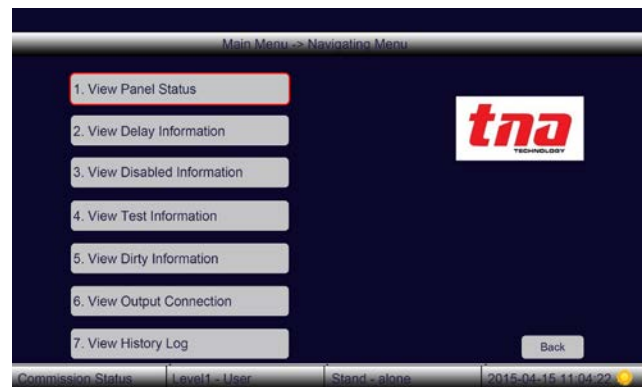 Main Menu -> Navigating Menu
1. View Panel Status
2. View Delay Information
tna
TECHNOLOGY
3. View Disabled Information
4. View Test Information
5. View Dirty Information
6. View Output Connection
7. View History Log
Back
Commission Status Level1 - User Stand - alone 2015-04-15 11:04:22